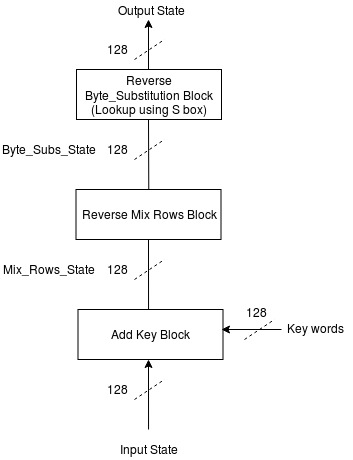 Output State
128
Reverse
Byte_Substitution Block
(Lookup using S box)
Byte_Subs_State 128
Reverse Mix Rows Block
Mix_Rows_State 128
128
Add Key Block
Key words
128
Input State